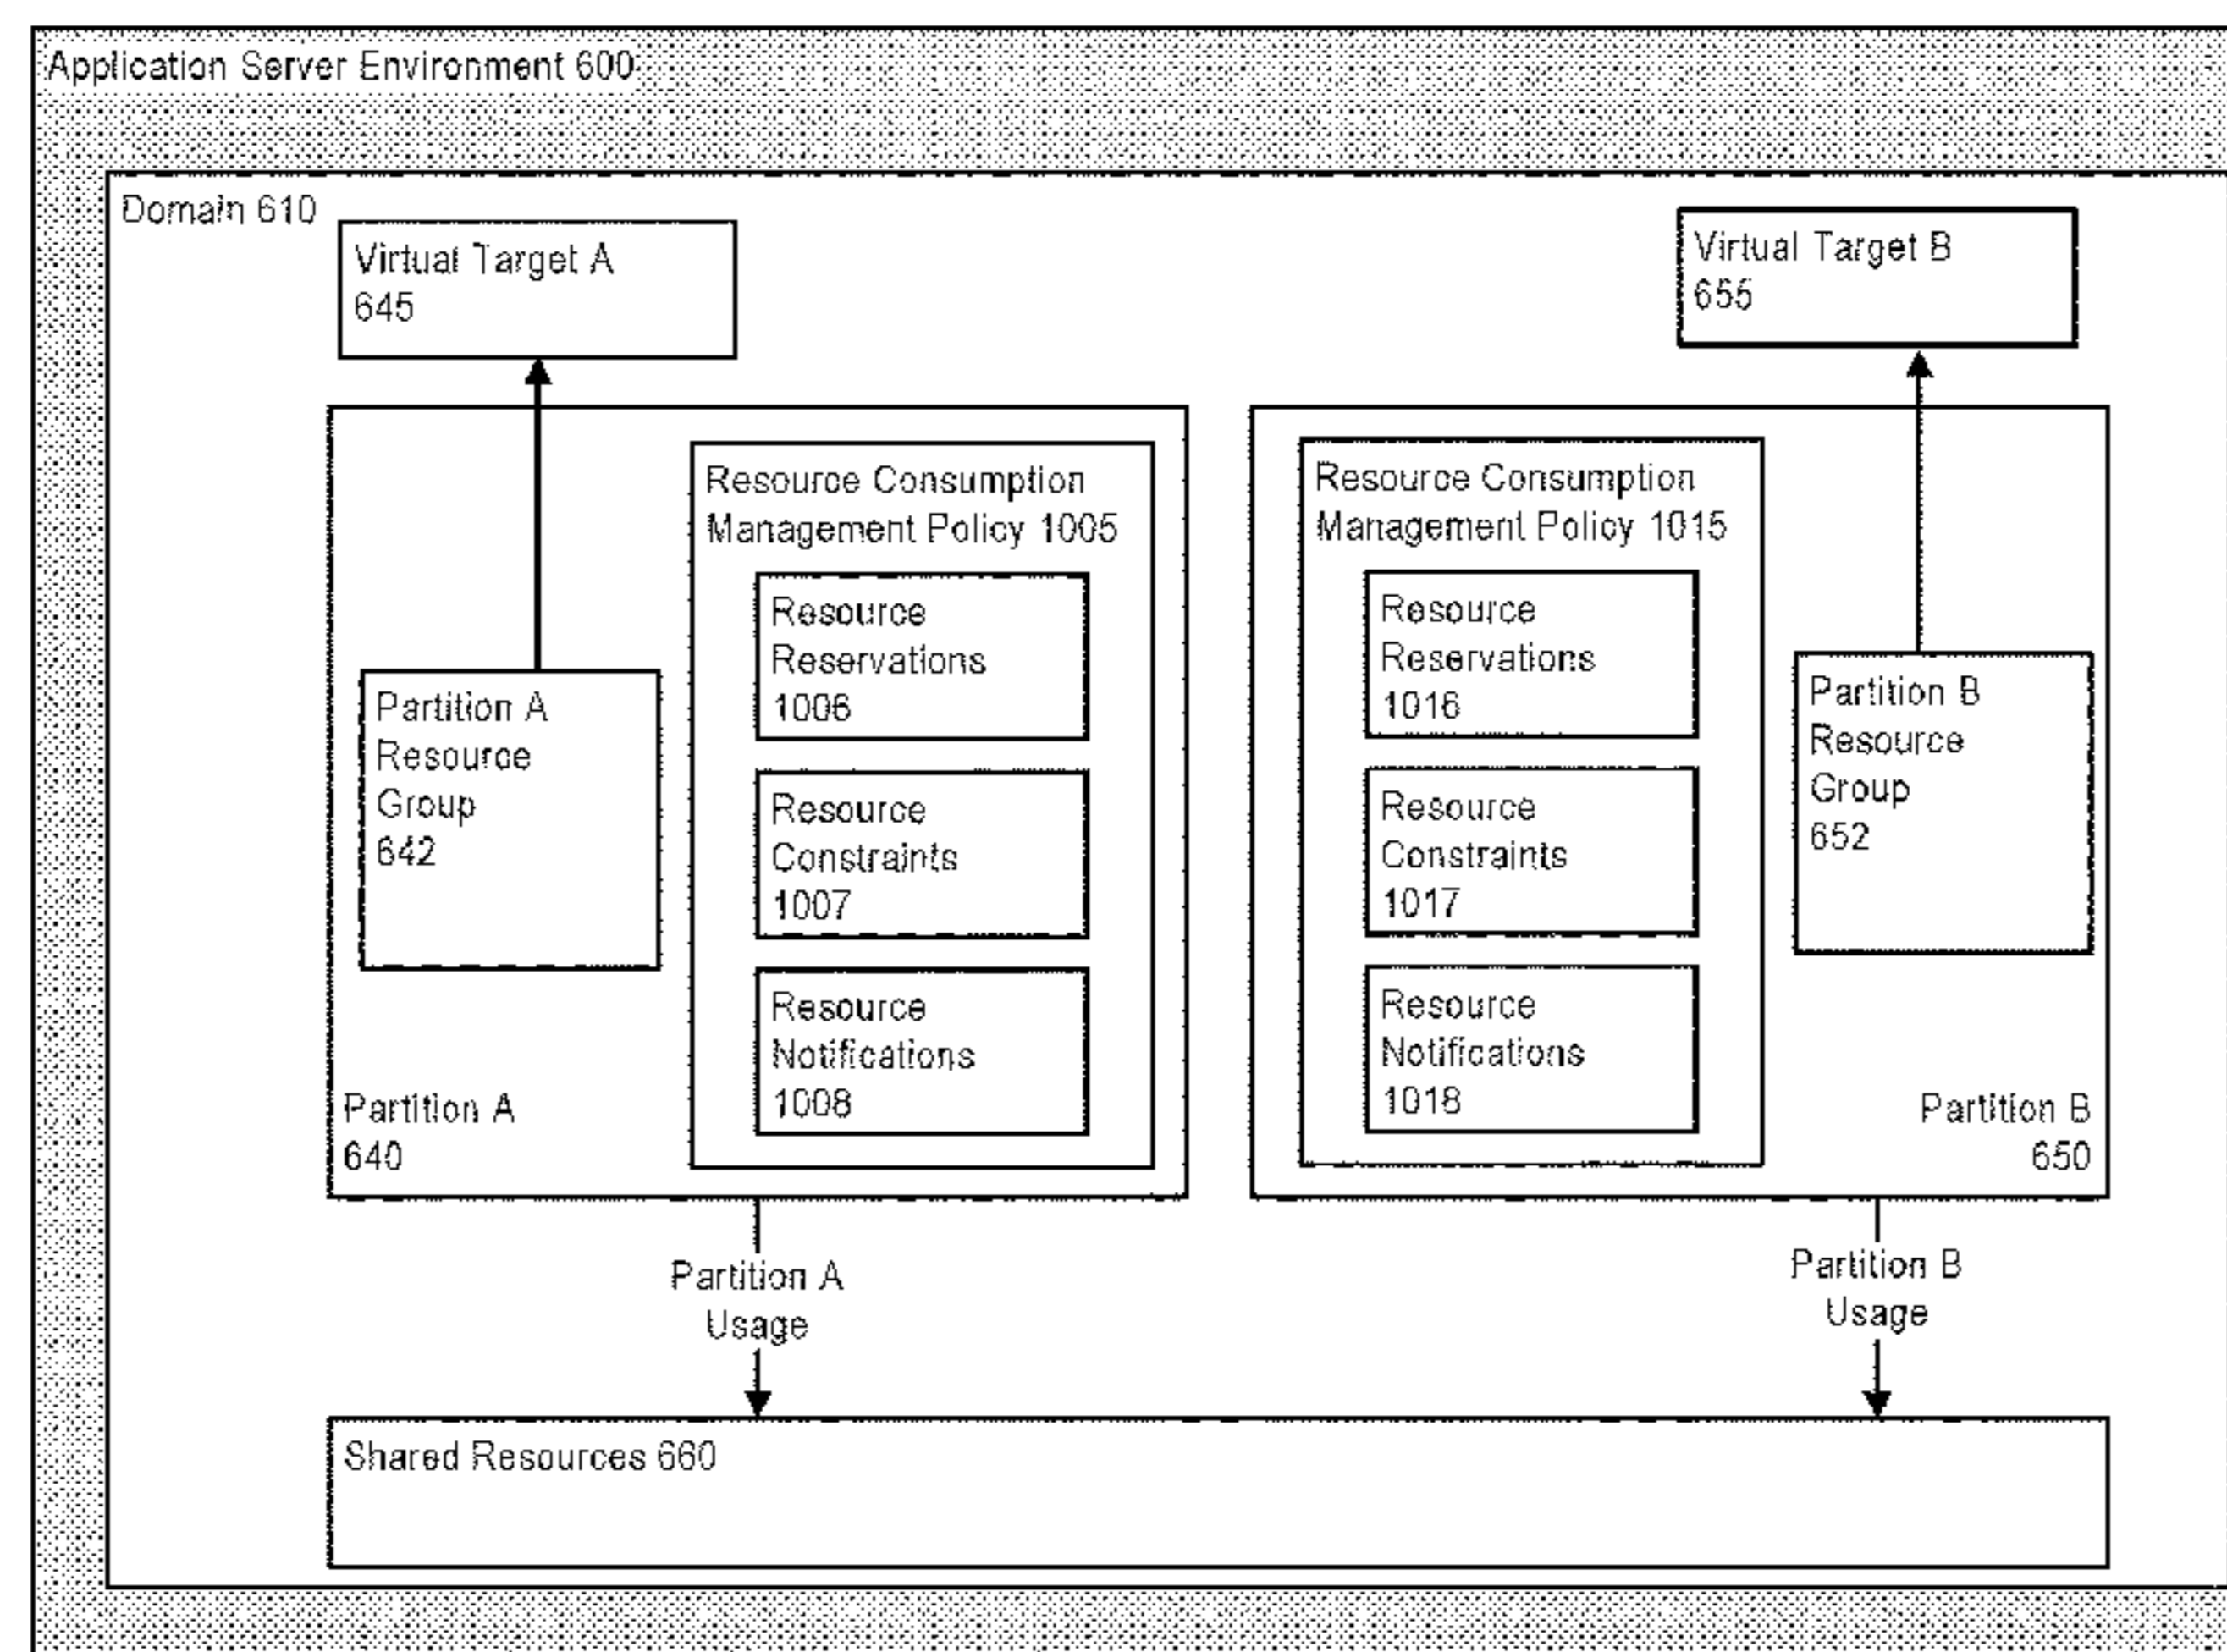 Application Server Environment 600
Domain 610
Virtual Target A
645
Virtual Target B
655
Resource Consumption
Management Policy 1005
Resource
Reservations
1006
Resource
Constraints
1007
Resource
Notifications
1008
Partition A
Resource
Group
642
Partition A
640
Resource Consumption
Management Policy 1015
Resource
Reservations
1016
Resource
Constraints
1017
Resource
Notifications
1018
Partition B
Resource
Group
652
Partition B
650
Partition A
Usage
Partition B
Usage
Shared Resources 660